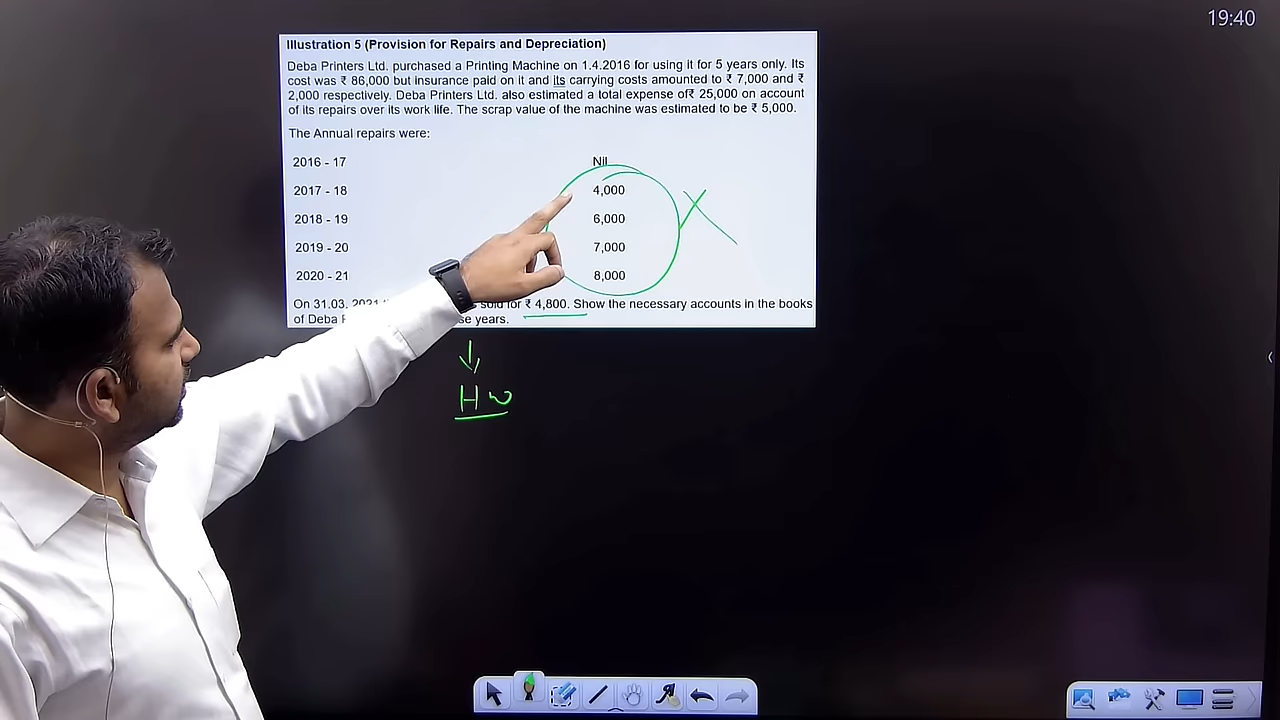 19:40
Illustration 5 (Provision for Repairs and Depreciation)
Deba Printers Ltd. purchased a Printing Machine on 1.4.2016 for using it for 5 years only. Its
cost was ₹ 86,000 but insurance paid on it and its carrying costs amounted to ₹ 7,000 and ₹
2,000 respectively. Deba Printers Ltd. also estimated a total expense of₹ 25,000 on account
of its repairs over its work life. The scrap value of the machine was estimated to be ₹ 5,000.
The Annual repairs were:
2016 - 17 Nil
2017 - 18 4,000
2018 - 19 6,000
2019 - 20 7,000
2020 - 21 8,000
On 31.03. 2021 sold for ₹ 4,800. Show the necessary accounts in the books
of Deba years.
Hw